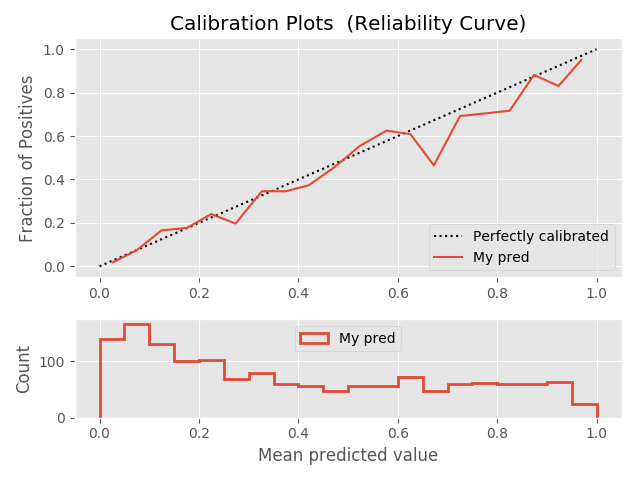 Calibration Plots  (Reliability Curve)
1.0
0.8
0.6
0.4
0.2
0.0
Fraction of Positives
Perfectly calibrated
My pred
0.0 0.2 0.4 0.6 0.8 1.0
My pred
100
0
Count
0.0 0.2 0.4 0.6 0.8 1.0
Mean predicted value